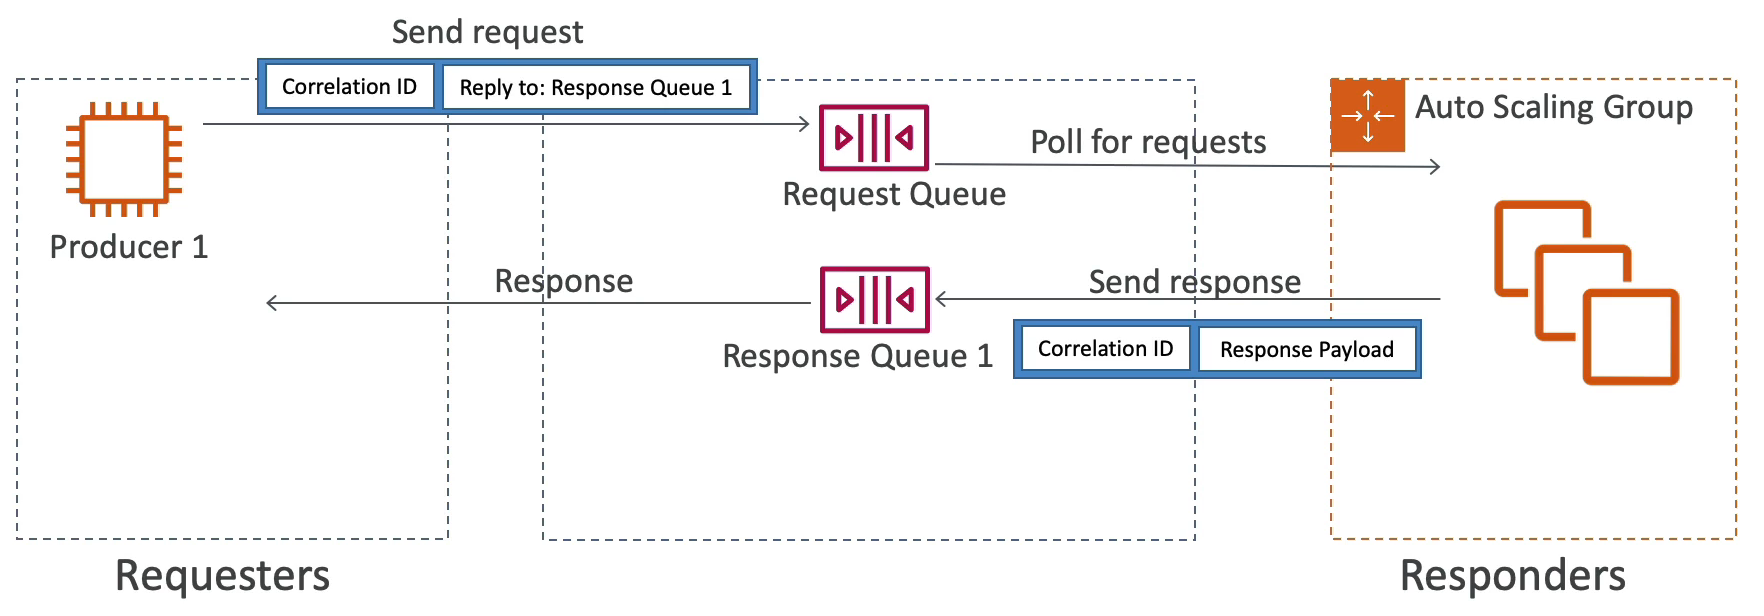 Send request
Correlation ID
Reply to: Response Queue 1
Auto Scaling Group
Poll for requests
Request Queue
Producer 1
Response
Send response
Response Queue 1
Correlation ID
Response Payload
Requesters
Responders